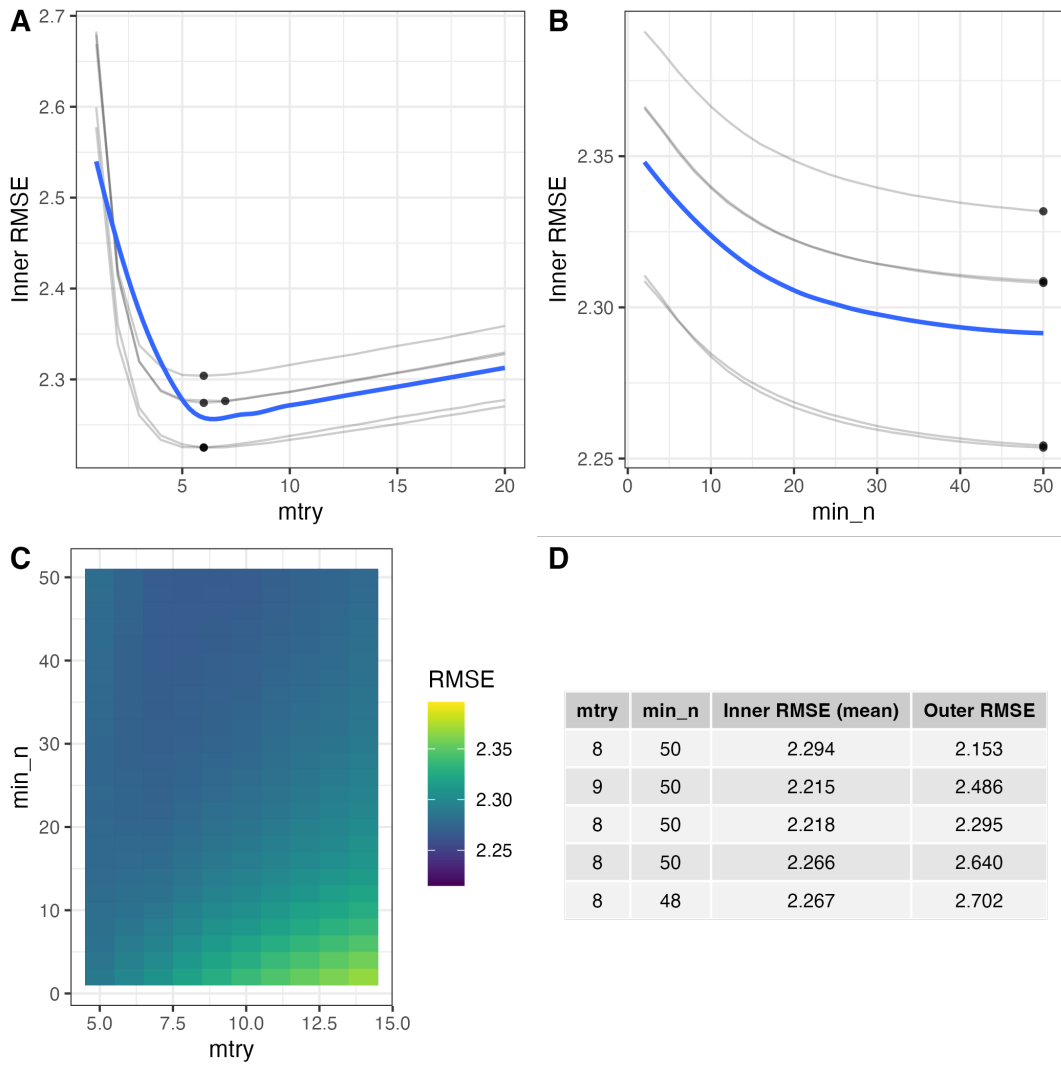 A
2.7
2.6
2.5
2.4
2.3
Inner RMSE
5 10 15 20
mtry
B
2.35
2.30
2.25
Inner RMSE
0 10 20 30 40 50
min_n
C
50
40
30
20
10
0
min_n
5.0 7.5 10.0 12.5 15.0
mtry
RMSE
2.35
2.30
2.25
D
mtry min_n Inner RMSE (mean) Outer RMSE
8 50 2.294 2.153
9 50 2.215 2.486
8 50 2.218 2.295
8 50 2.266 2.640
8 48 2.267 2.702